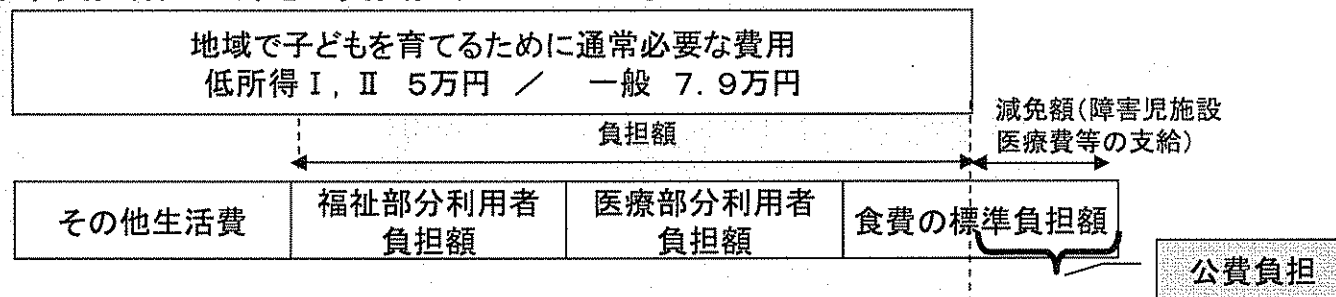 地域で子どもを育てるために通常必要な費用
低所得Ⅰ,Ⅱ 5万円 / 一般 7.9万円
減免額(障害児施設
医療費等の支給)
負担額
その他生活費
福祉部分利用者
負担額
医療部分利用者
負担額
食費の標準負担額
公費負担